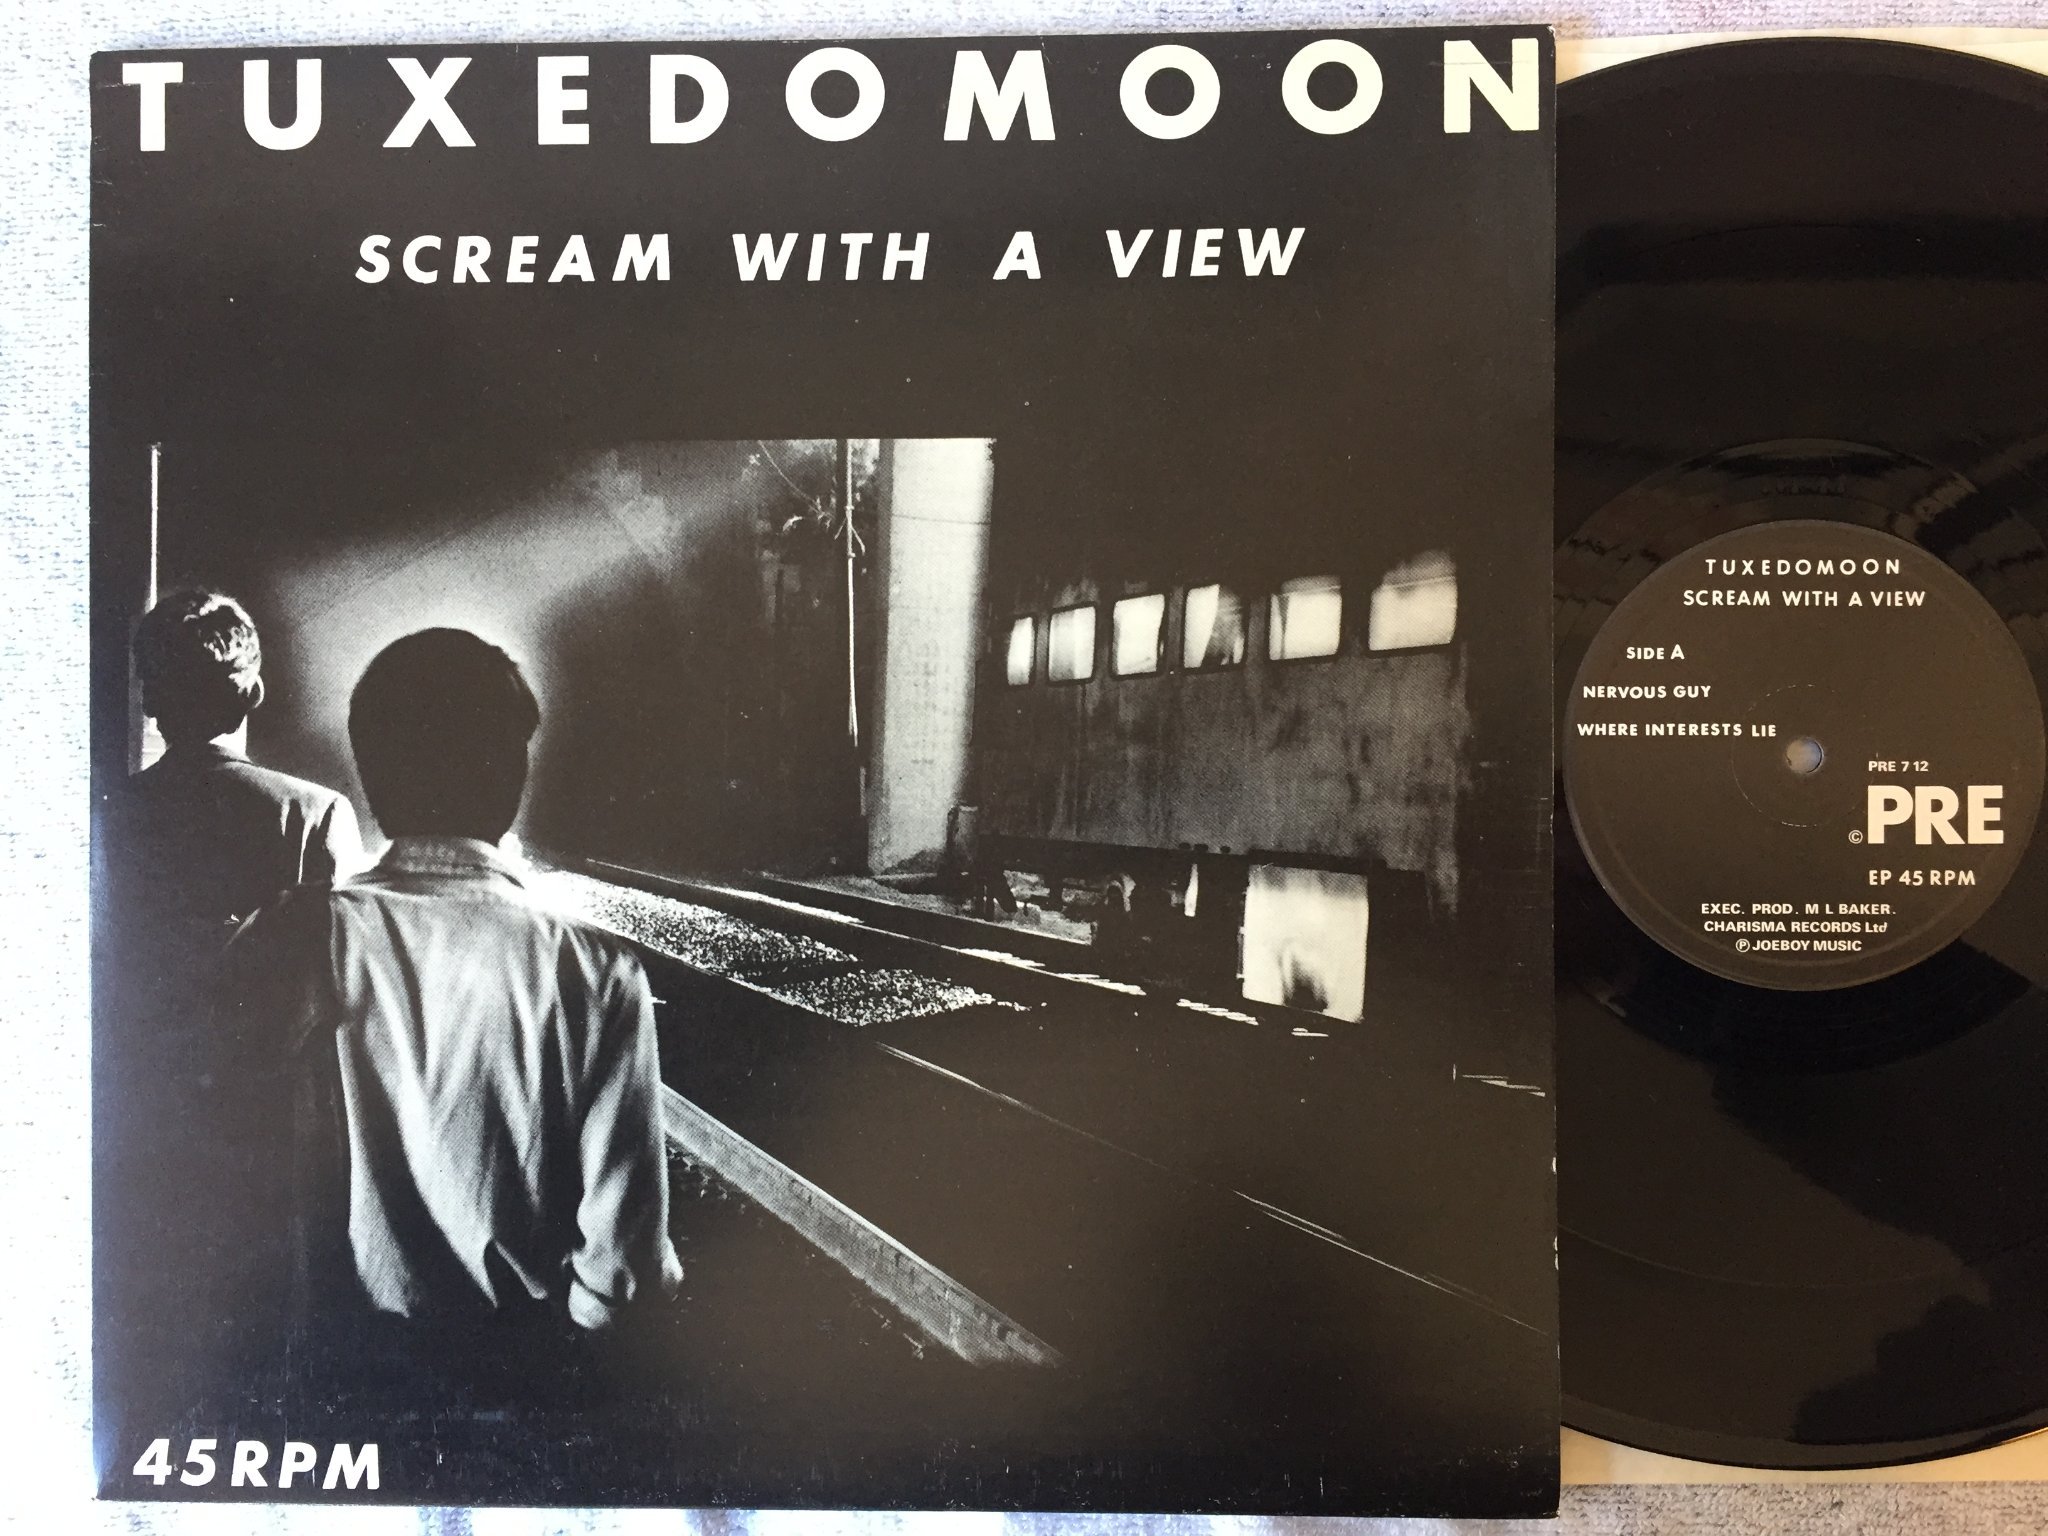 TUXEDOMOON
SCREAM WITH A VIEW
45RPM
TUXEDOMOON
SCREAM WITH A VIEW
SIDE A
NERVOUS GUY
WHERE INTERESTS LIE
PRE 7 12
© PRE
EP 45 RPM
EXEC. PROD. M L BAKER.
CHARISMA RECORDS Ltd
℗ JOEBOY MUSIC